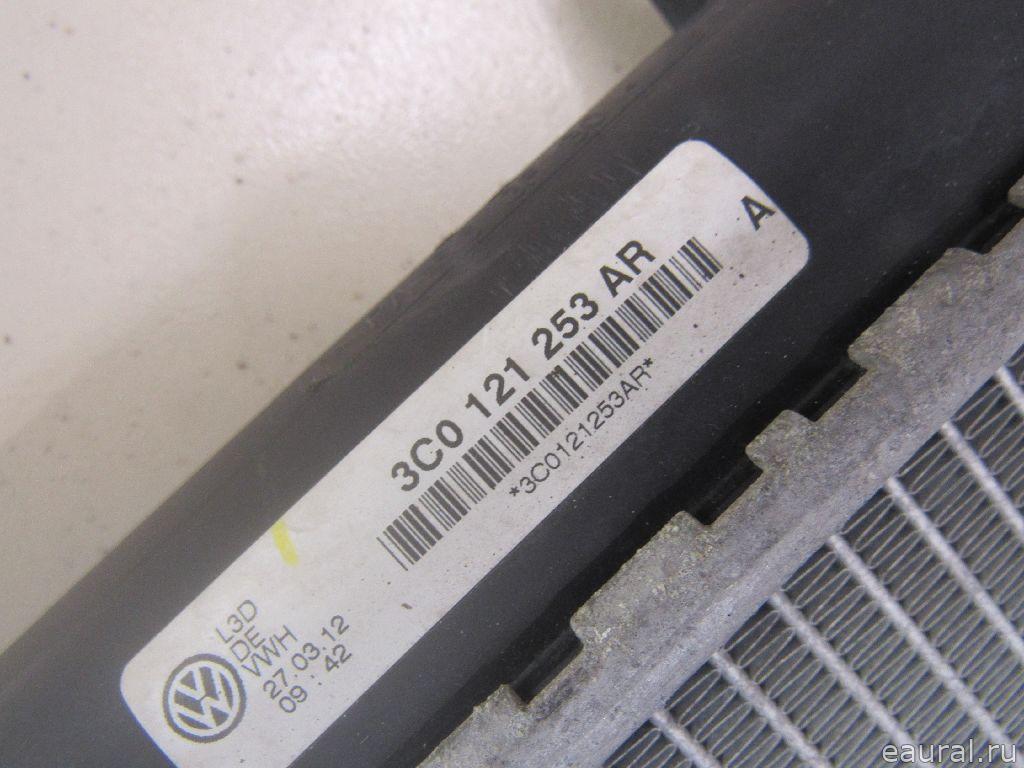 3C0 121 253 AR
A
*3C0121253AR*
L3D
DE
VWH
27.03.12
09 : 42
eaural.ru